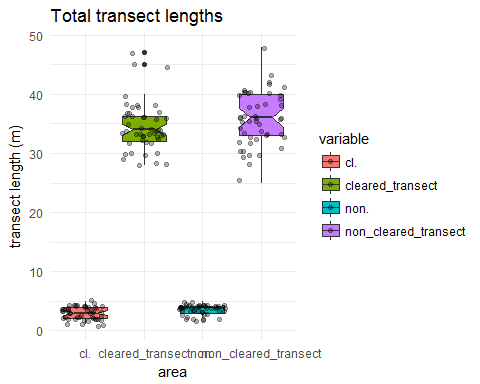 Total transect lengths
transect length (m)
50
40
30
20
10
0
cl. cleared_transect non. non_cleared_transect
area
variable
cl.
cleared_transect
non.
non_cleared_transect